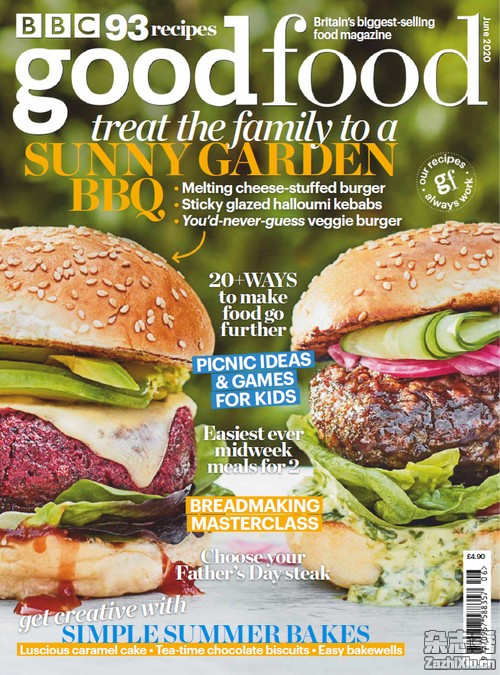 BBC 93 recipes
Britain's biggest-selling
food magazine
June 2020
goodfood
treat the family to a
SUNNY GARDEN
BBQ
• Melting cheese-stuffed burger
• Sticky glazed halloumi kebabs
• You'd-never-guess veggie burger
our recipes
gf
always work
20+WAYS
to make
food go
further
PICNIC IDEAS
& GAMES
FOR KIDS
Easiest ever
midweek
meals for 2
BREADMAKING
MASTERCLASS
Choose your
Father's Day steak
£4.90
06
get creative with
SIMPLE SUMMER BAKES
Luscious caramel cake • Tea-time chocolate biscuits • Easy bakewells
ZaZhiXiu.cn